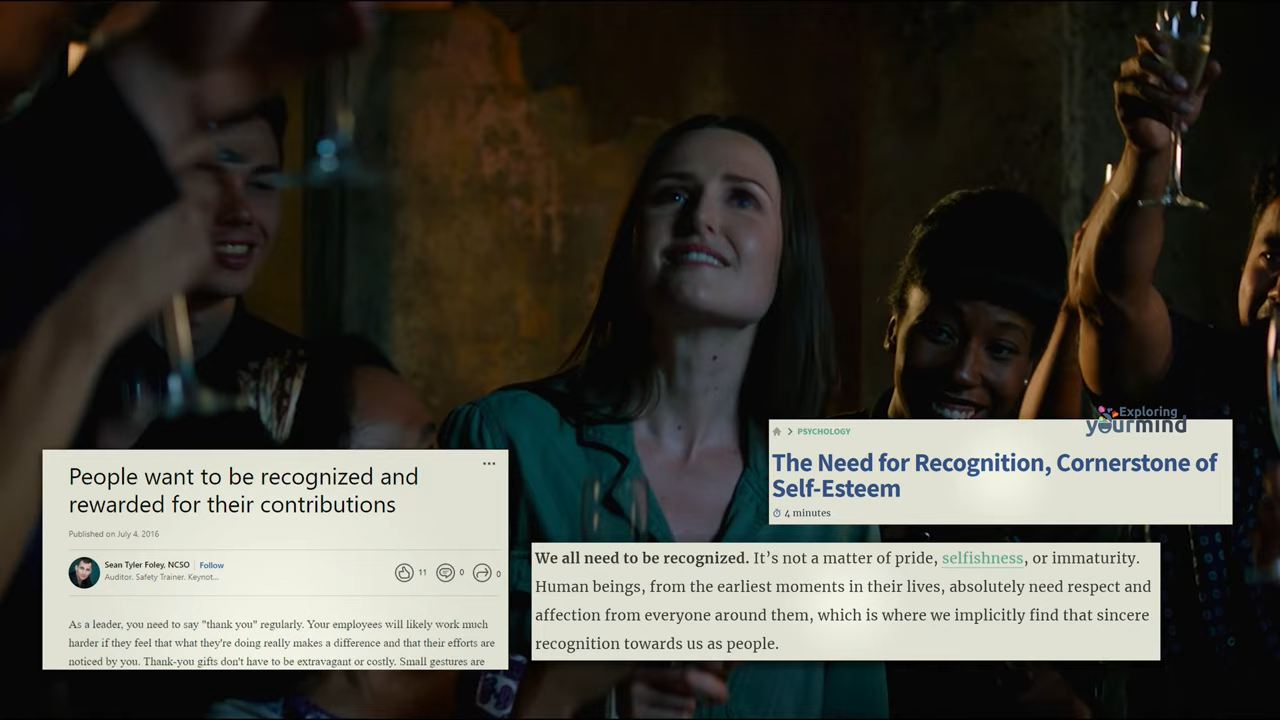 People want to be recognized and
rewarded for their contributions
Published on July 4, 2016
Sean Tyler Foley, NCSO Follow
Auditor. Safety Trainer. Keynot...
11 0 0
As a leader, you need to say "thank you" regularly. Your employees will likely work much
harder if they feel that what they're doing really makes a difference and that their efforts are
noticed by you. Thank-you gifts don't have to be extravagant or costly. Small gestures are
Exploring
yourmind
> PSYCHOLOGY
The Need for Recognition, Cornerstone of
Self-Esteem
4 minutes
We all need to be recognized. It’s not a matter of pride, selfishness, or immaturity.
Human beings, from the earliest moments in their lives, absolutely need respect and
affection from everyone around them, which is where we implicitly find that sincere
recognition towards us as people.